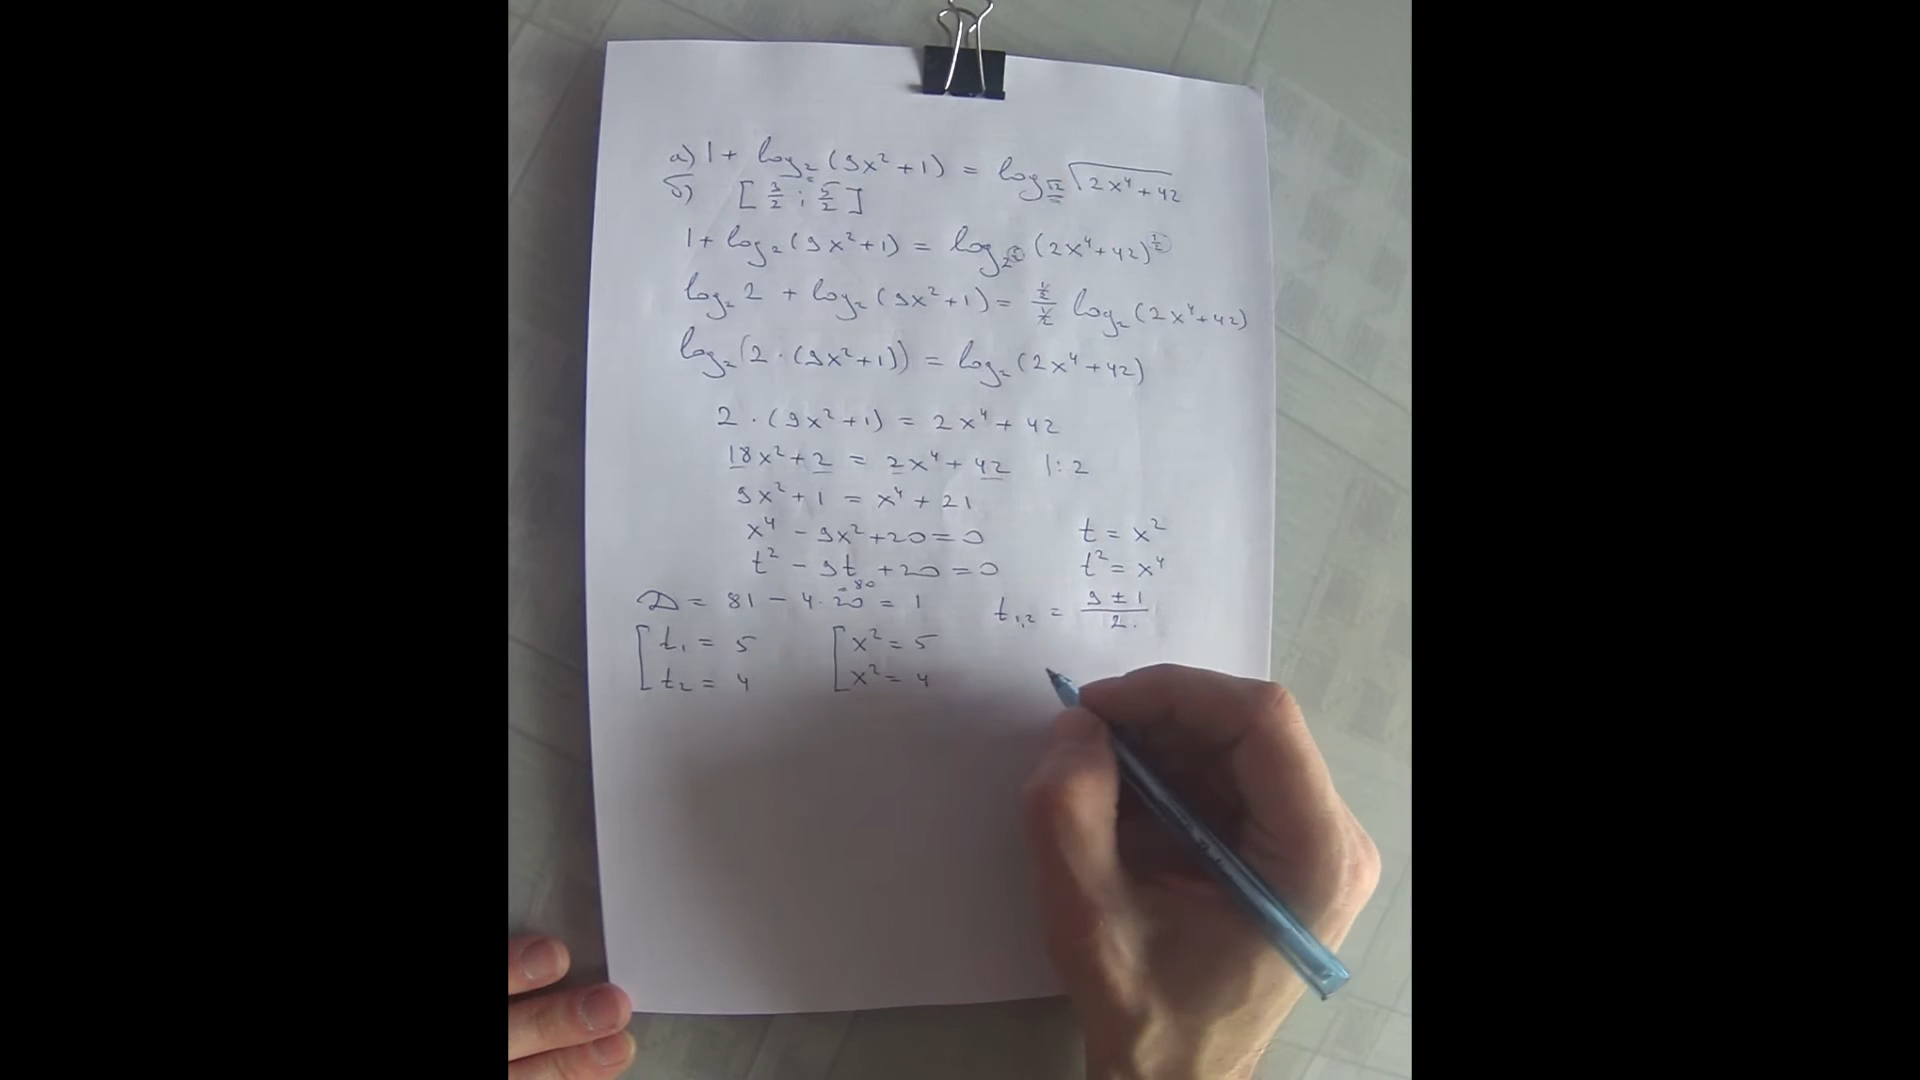 а) 1 + log₂(9x² + 1) = log_√2 √(2x⁴ + 42)
б) [3/2 ; 5/2]
1 + log₂(9x² + 1) = log_2^(1/2) (2x⁴ + 42)^(1/2)
log₂ 2 + log₂(9x² + 1) = (1/2)/(1/2) log₂(2x⁴ + 42)
log₂(2 · (9x² + 1)) = log₂(2x⁴ + 42)
2 · (9x² + 1) = 2x⁴ + 42
18x² + 2 = 2x⁴ + 42 |: 2
9x² + 1 = x⁴ + 21
x⁴ - 9x² + 20 = 0 t = x²
t² - 9t + 20 = 0 t² = x⁴
D = 81 - 4 · 20 = 1 t₁,₂ = (9 ± 1)/2
= 80
[ t₁ = 5 [ x² = 5
t₂ = 4 x² = 4